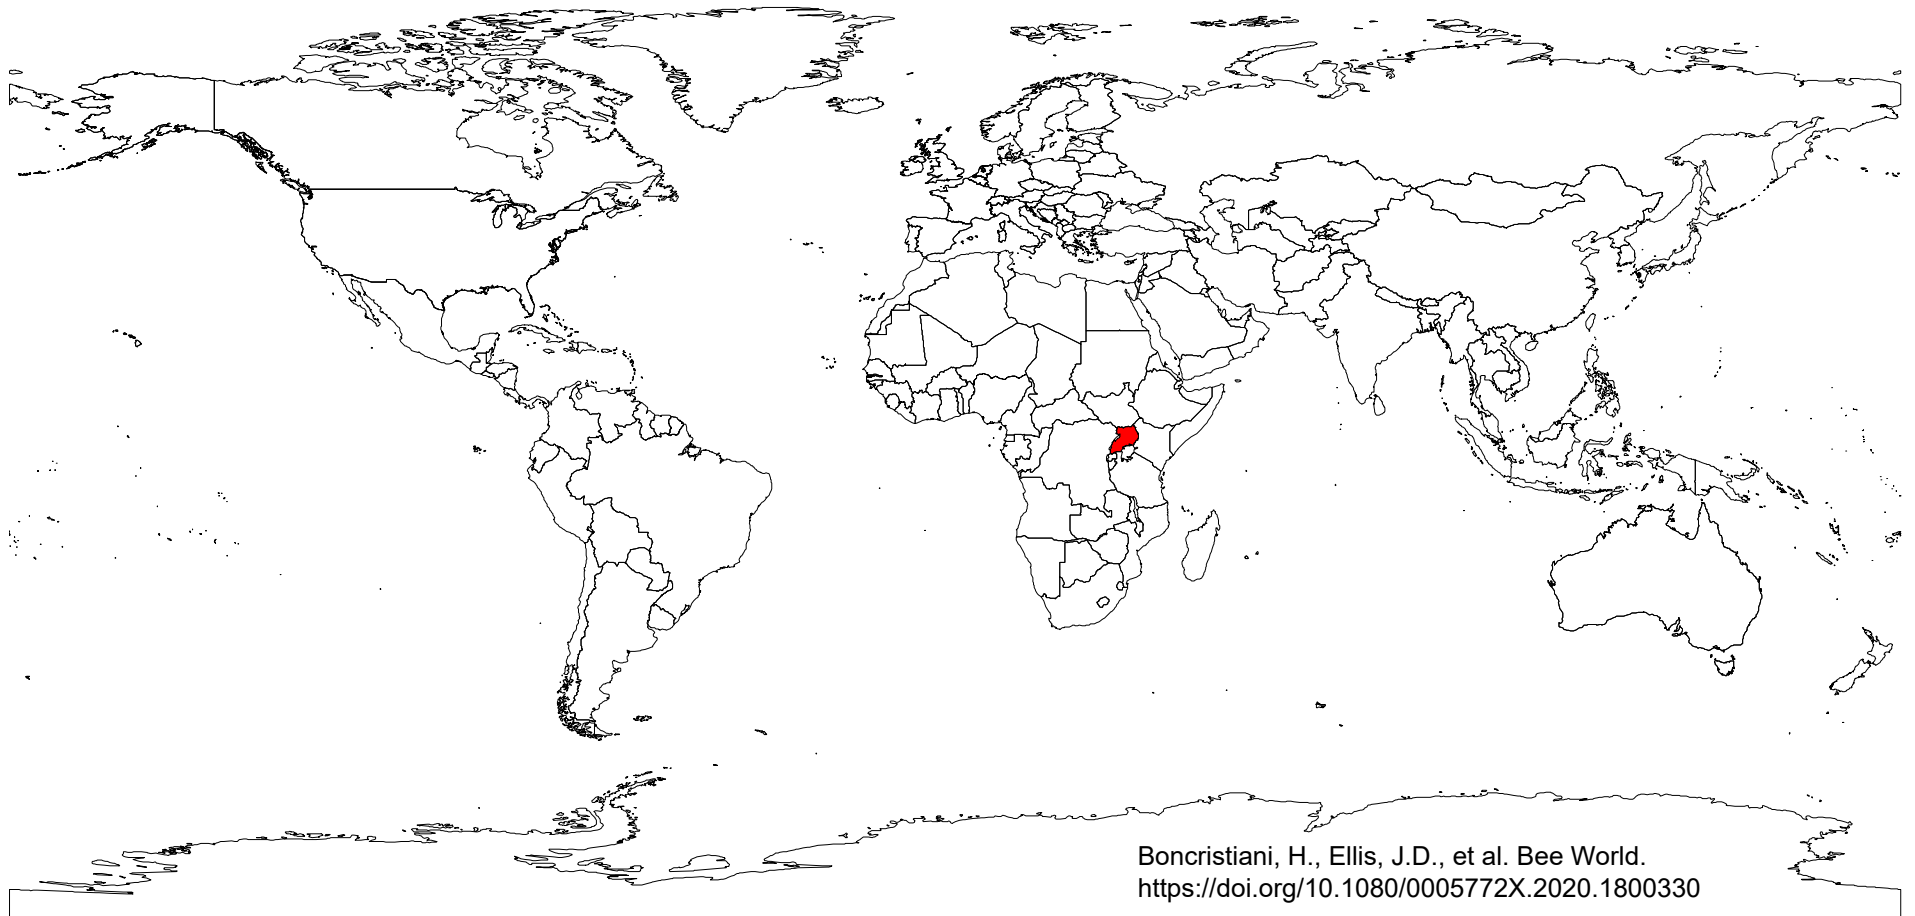 Boncristiani, H., Ellis, J.D., et al. Bee World.
https://doi.org/10.1080/0005772X.2020.1800330